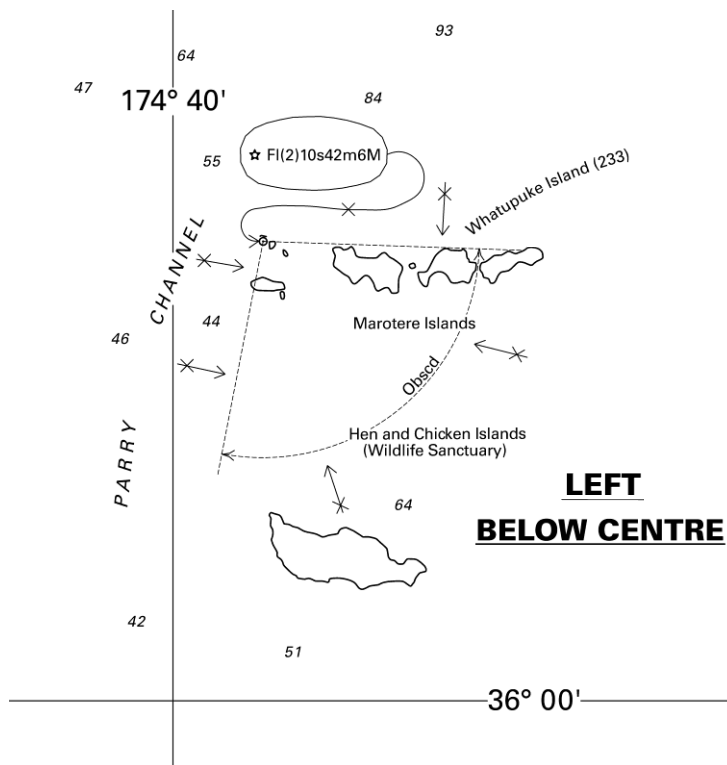 93
64
47
174° 40'
84
55
Fl(2)10s42m6M
Whatupuke Island (233)
CHANNEL
44
Marotere Islands
46
Obscd
Hen and Chicken Islands
(Wildlife Sanctuary)
PARRY
64
LEFT
BELOW CENTRE
42
51
36° 00'